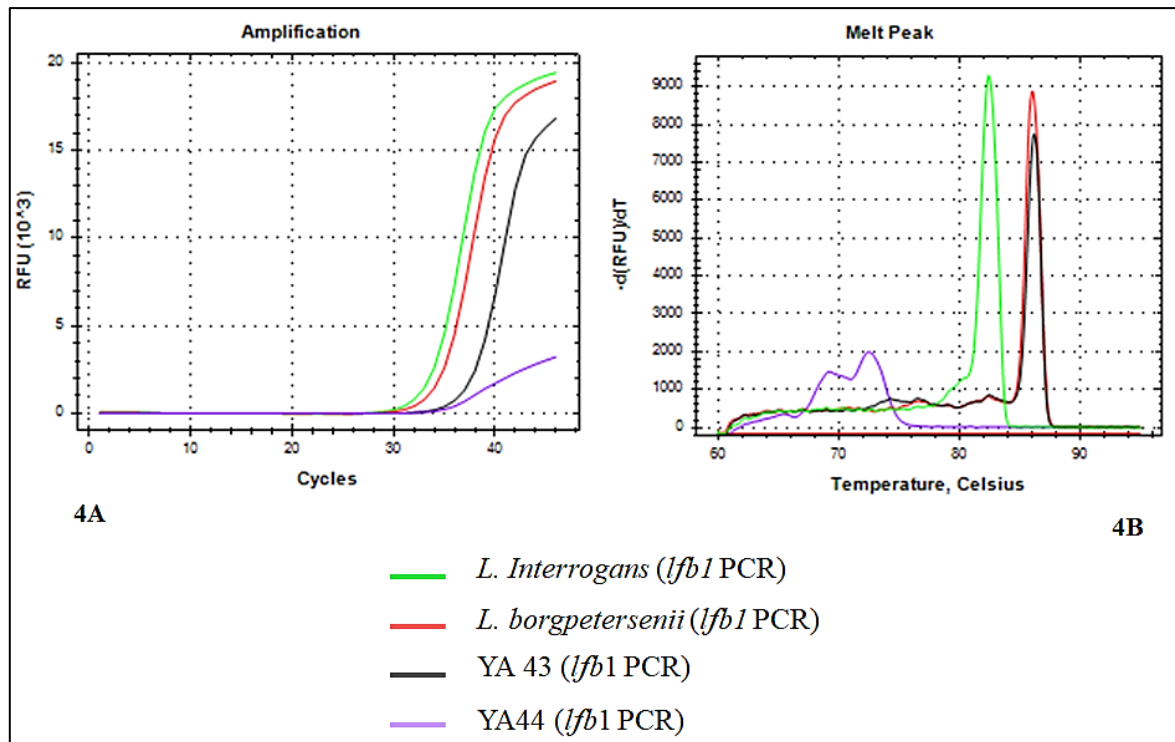 Amplification
20
15
10
5
0
RFU (10^3)
0 10 20 30 40
Cycles
4A
Melt Peak
9000
8000
7000
6000
5000
4000
3000
2000
1000
0
-d(RFU)/dT
60 70 80 90
Temperature, Celsius
4B
L. Interrogans (lfb1 PCR)
L. borgpetersenii (lfb1 PCR)
YA 43 (lfb1 PCR)
YA44 (lfb1 PCR)